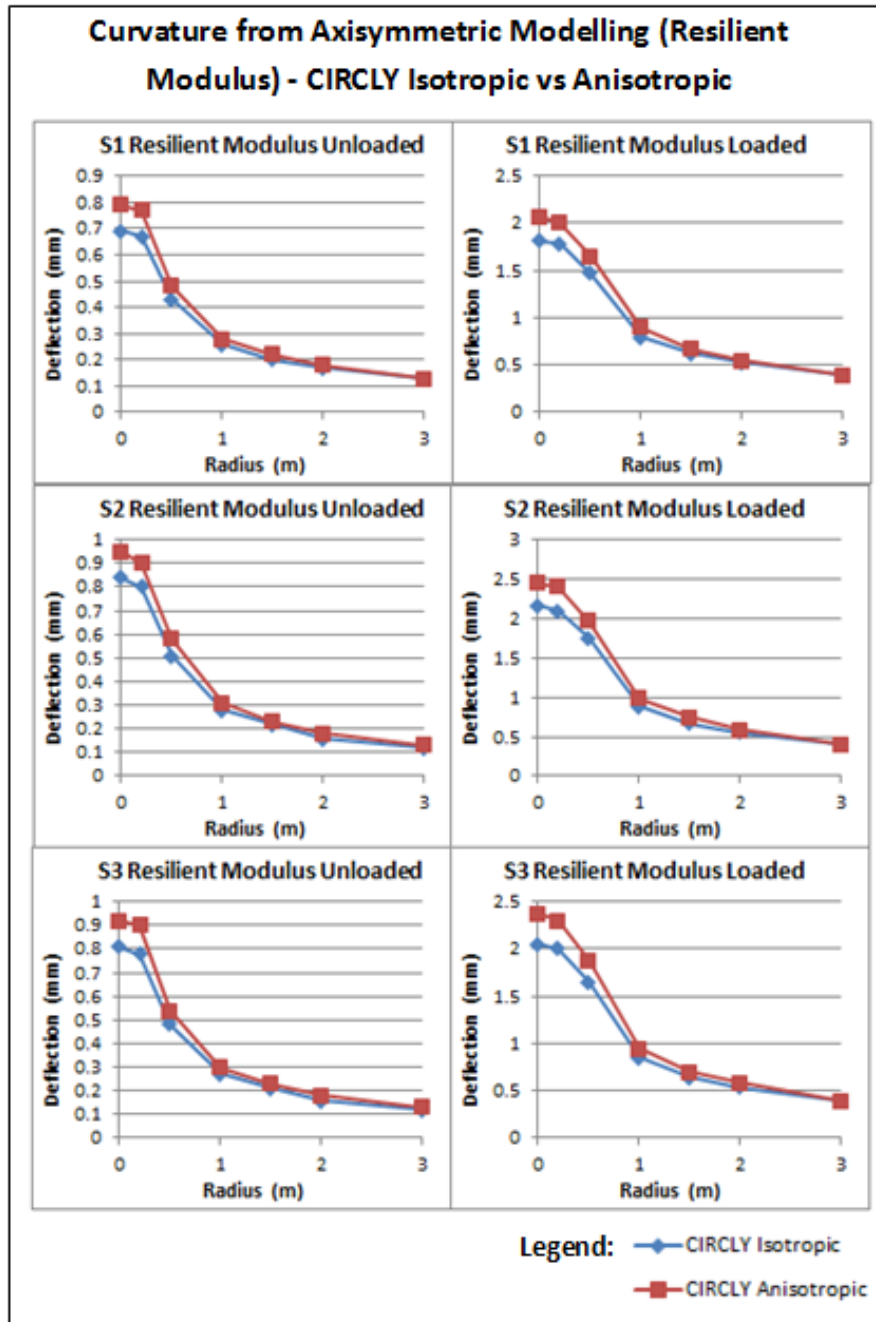 Curvature from Axisymmetric Modelling (Resilient
Modulus) - CIRCLY Isotropic vs Anisotropic
S1 Resilient Modulus Unloaded
Deflection (mm)
0.9
0.8
0.7
0.6
0.5
0.4
0.3
0.2
0.1
0
0 1 2 3
Radius (m)
S1 Resilient Modulus Loaded
Deflection (mm)
2.5
2
1.5
1
0.5
0
0 1 2 3
Radius (m)
S2 Resilient Modulus Unloaded
Deflection (mm)
1
0.9
0.8
0.7
0.6
0.5
0.4
0.3
0.2
0.1
0
0 1 2 3
Radius (m)
S2 Resilient Modulus Loaded
Deflection (mm)
3
2.5
2
1.5
1
0.5
0
0 1 2 3
Radius (m)
S3 Resilient Modulus Unloaded
Deflection (mm)
1
0.9
0.8
0.7
0.6
0.5
0.4
0.3
0.2
0.1
0
0 1 2 3
Radius (m)
S3 Resilient Modulus Loaded
Deflection (mm)
2.5
2
1.5
1
0.5
0
0 1 2 3
Radius (m)
Legend: CIRCLY Isotropic
CIRCLY Anisotropic